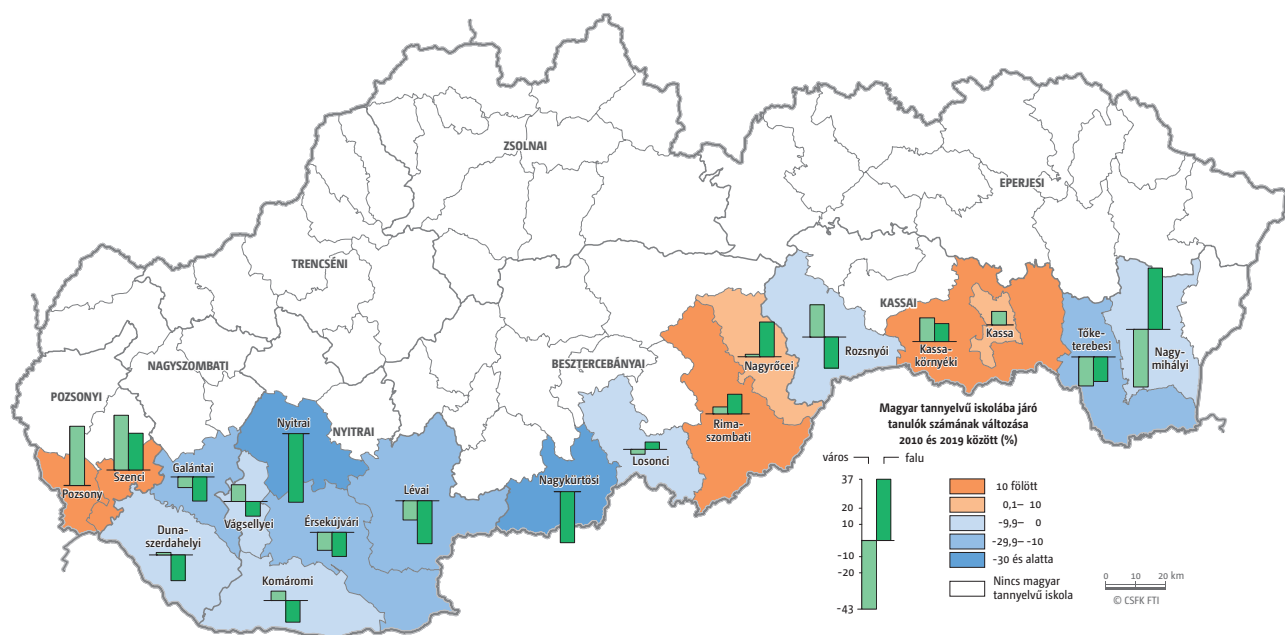 ZSOLNAI
EPERJESI
TRENCSÉNI
KASSAI
NAGYSZOMBATI
BESZTERCEBÁNYAI
POZSONYI
NYITRAI
Kassa
Kassa-
környéki
Tőke-
terebesi
Nagy-
mihályi
Rozsnyói
Nagyrőcei
Rima-
szombati
Losonci
Nagykürtösi
Lévai
Nyitrai
Galántai
Szenci
Pozsony
Vágsellyei
Érsekújvári
Duna-
szerdahelyi
Komáromi
Magyar tannyelvű iskolába járó
tanulók számának változása
2010 és 2019 között (%)
város
falu
37
20
10
-10
-20
-43
10 fölött
0,1– 10
-9,9– 0
-29,9– -10
-30 és alatta
Nincs magyar
tannyelvű iskola
0 10 20 km
© CSFK FTI